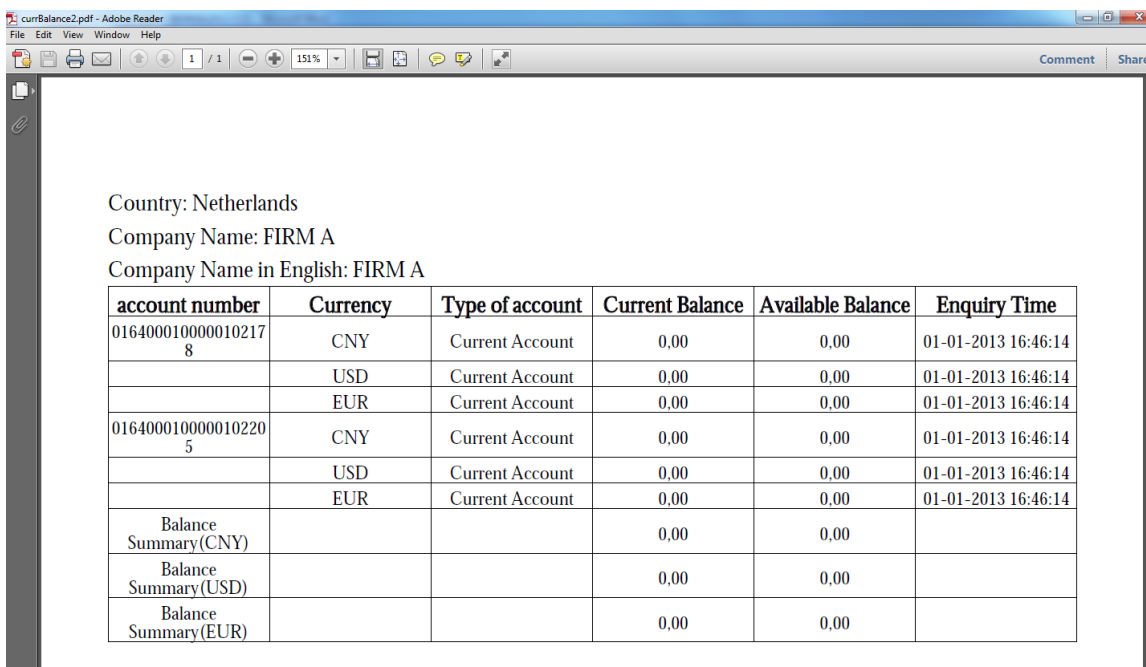 currBalance2.pdf - Adobe Reader
File Edit View Window Help
1 / 1 151% Comment Share
Country: Netherlands
Company Name: FIRM A
Company Name in English: FIRM A
account number Currency Type of account Current Balance Available Balance Enquiry Time
016400010000010217
8 CNY Current Account 0,00 0,00 01-01-2013 16:46:14
USD Current Account 0,00 0,00 01-01-2013 16:46:14
EUR Current Account 0,00 0,00 01-01-2013 16:46:14
016400010000010220
5 CNY Current Account 0,00 0,00 01-01-2013 16:46:14
USD Current Account 0,00 0,00 01-01-2013 16:46:14
EUR Current Account 0,00 0,00 01-01-2013 16:46:14
Balance
Summary(CNY) 0,00 0,00
Balance
Summary(USD) 0,00 0,00
Balance
Summary(EUR) 0,00 0,00